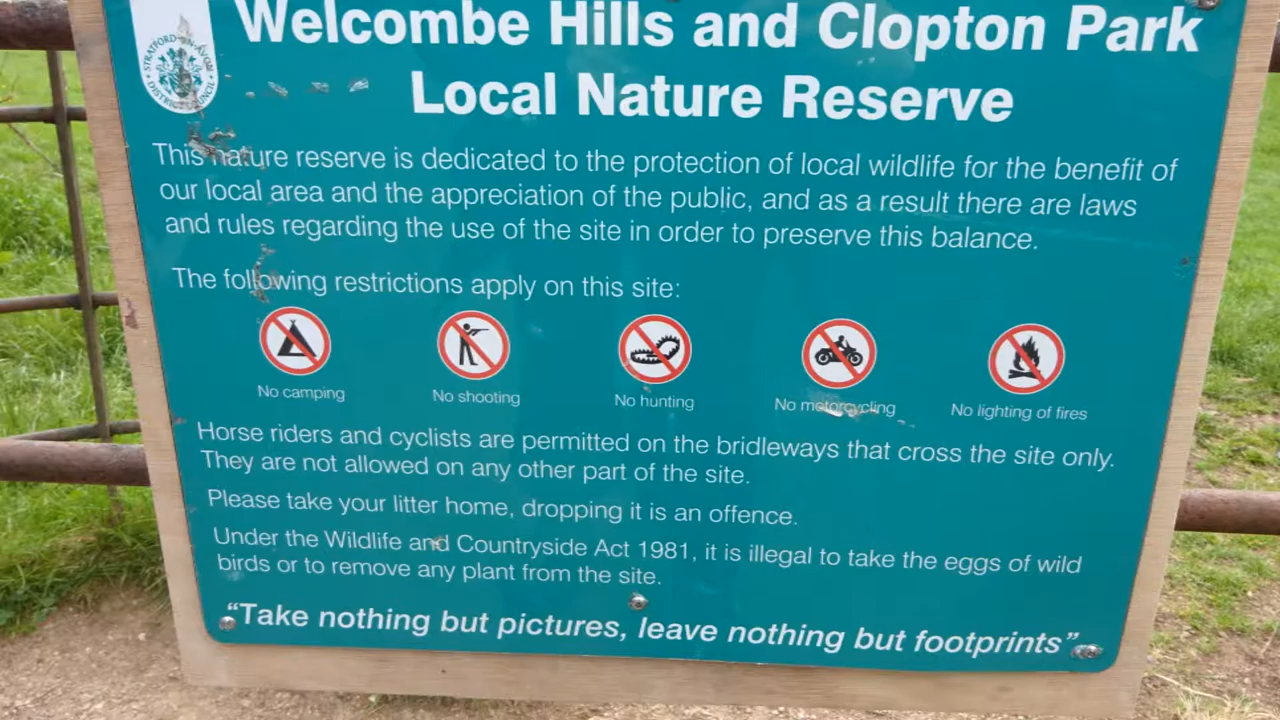 Welcombe Hills and Clopton Park
Local Nature Reserve
STRATFORD-ON-AVON
DISTRICT COUNCIL
This nature reserve is dedicated to the protection of local wildlife for the benefit of
our local area and the appreciation of the public, and as a result there are laws
and rules regarding the use of the site in order to preserve this balance.
The following restrictions apply on this site:
No camping
No shooting
No hunting
No motorcycling
No lighting of fires
Horse riders and cyclists are permitted on the bridleways that cross the site only.
They are not allowed on any other part of the site.
Please take your litter home, dropping it is an offence.
Under the Wildlife and Countryside Act 1981, it is illegal to take the eggs of wild
birds or to remove any plant from the site.
“Take nothing but pictures, leave nothing but footprints”